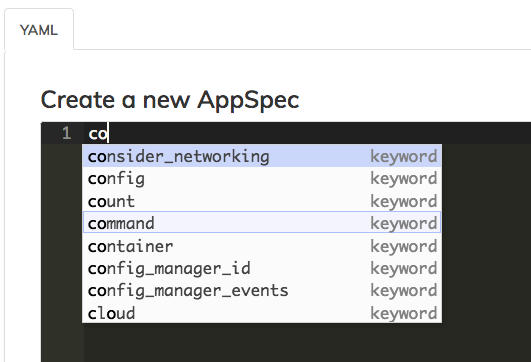 YAML
Create a new AppSpec
1 co
consider_networking keyword
config keyword
count keyword
command keyword
container keyword
config_manager_id keyword
config_manager_events keyword
cloud keyword